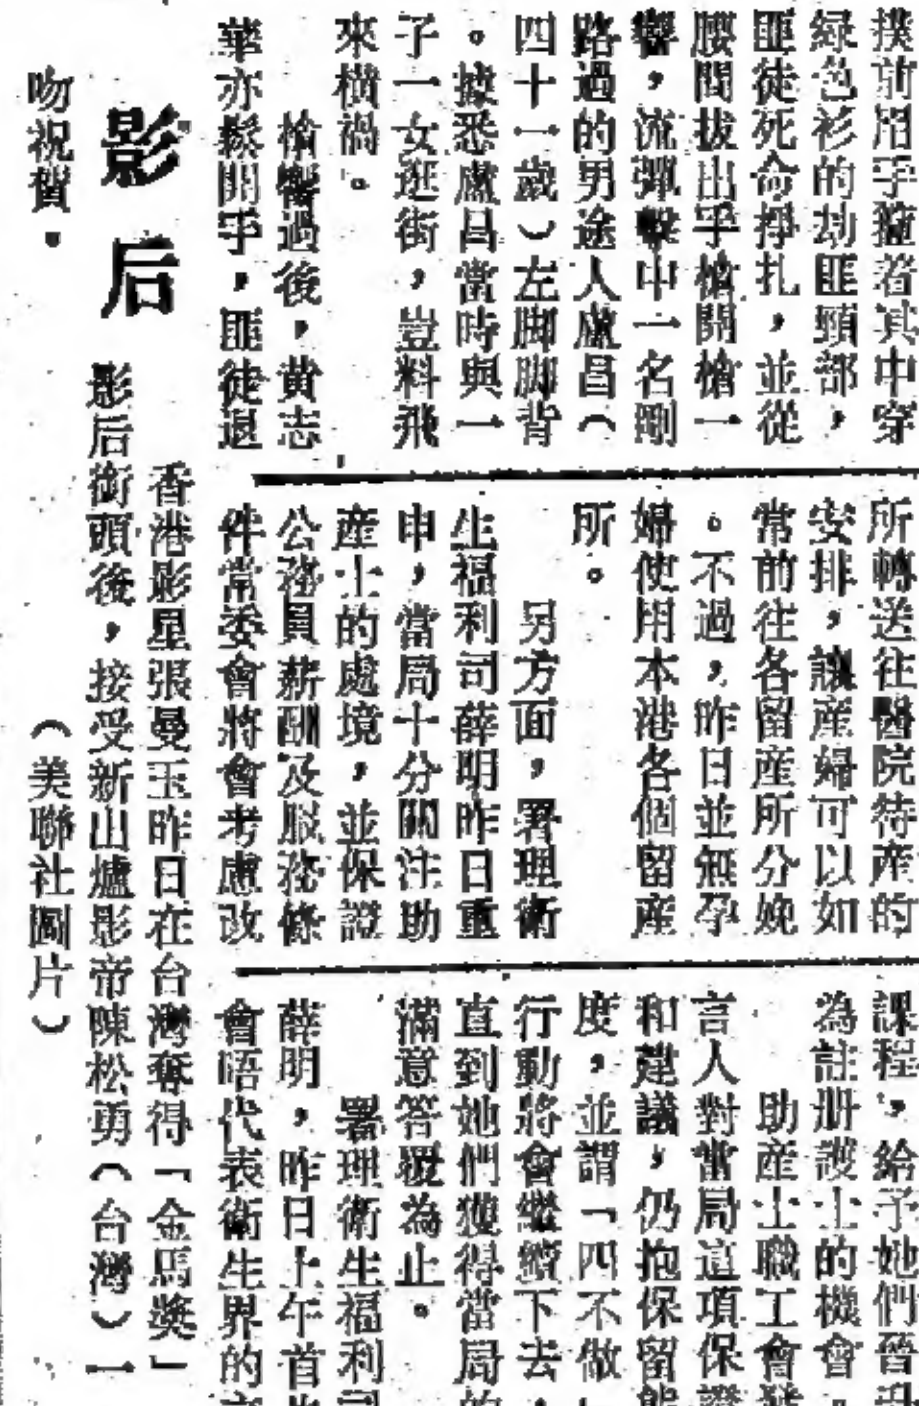 撲前用手箍着其中穿
綠色衫的劫匪頸部，
匪徒死命掙扎，並從
腰間拔出手槍開槍一
響，流彈擊中一名剛
路過的男途人盧昌（
四十一歲）左脚脚背
。據悉盧昌當時與一
子一女逛街，豈料飛
來橫禍。
槍響過後，黃志
華亦鬆開手，匪徒退
所轉送往醫院待產的
安排，讓產婦可以如
常前往各留產所分娩
。不過，昨日並無孕
婦使用本港各個留產
所。
另方面，署理衛
生福利司薛明昨日重
申，當局十分關注助
產士的處境，並保證
公務員薪酬及服務條
件常委會將會考慮改
課程，給予她們晉升
為註册護士的機會。
助產士職工會發
言人對當局這項保證
和建議，仍抱保留態
度，並謂「四不做」
行動將會繼續下去，
直到她們獲得當局的
滿意答覆為止。
署理衛生福利司
薛明，昨日上午首
會晤代表衛生界的
影后
香港影星張曼玉昨日在台灣奪得「金馬獎」
影后銜頭後，接受新出爐影帝陳松勇（台灣）一
吻祝賀。
（美聯社圖片）